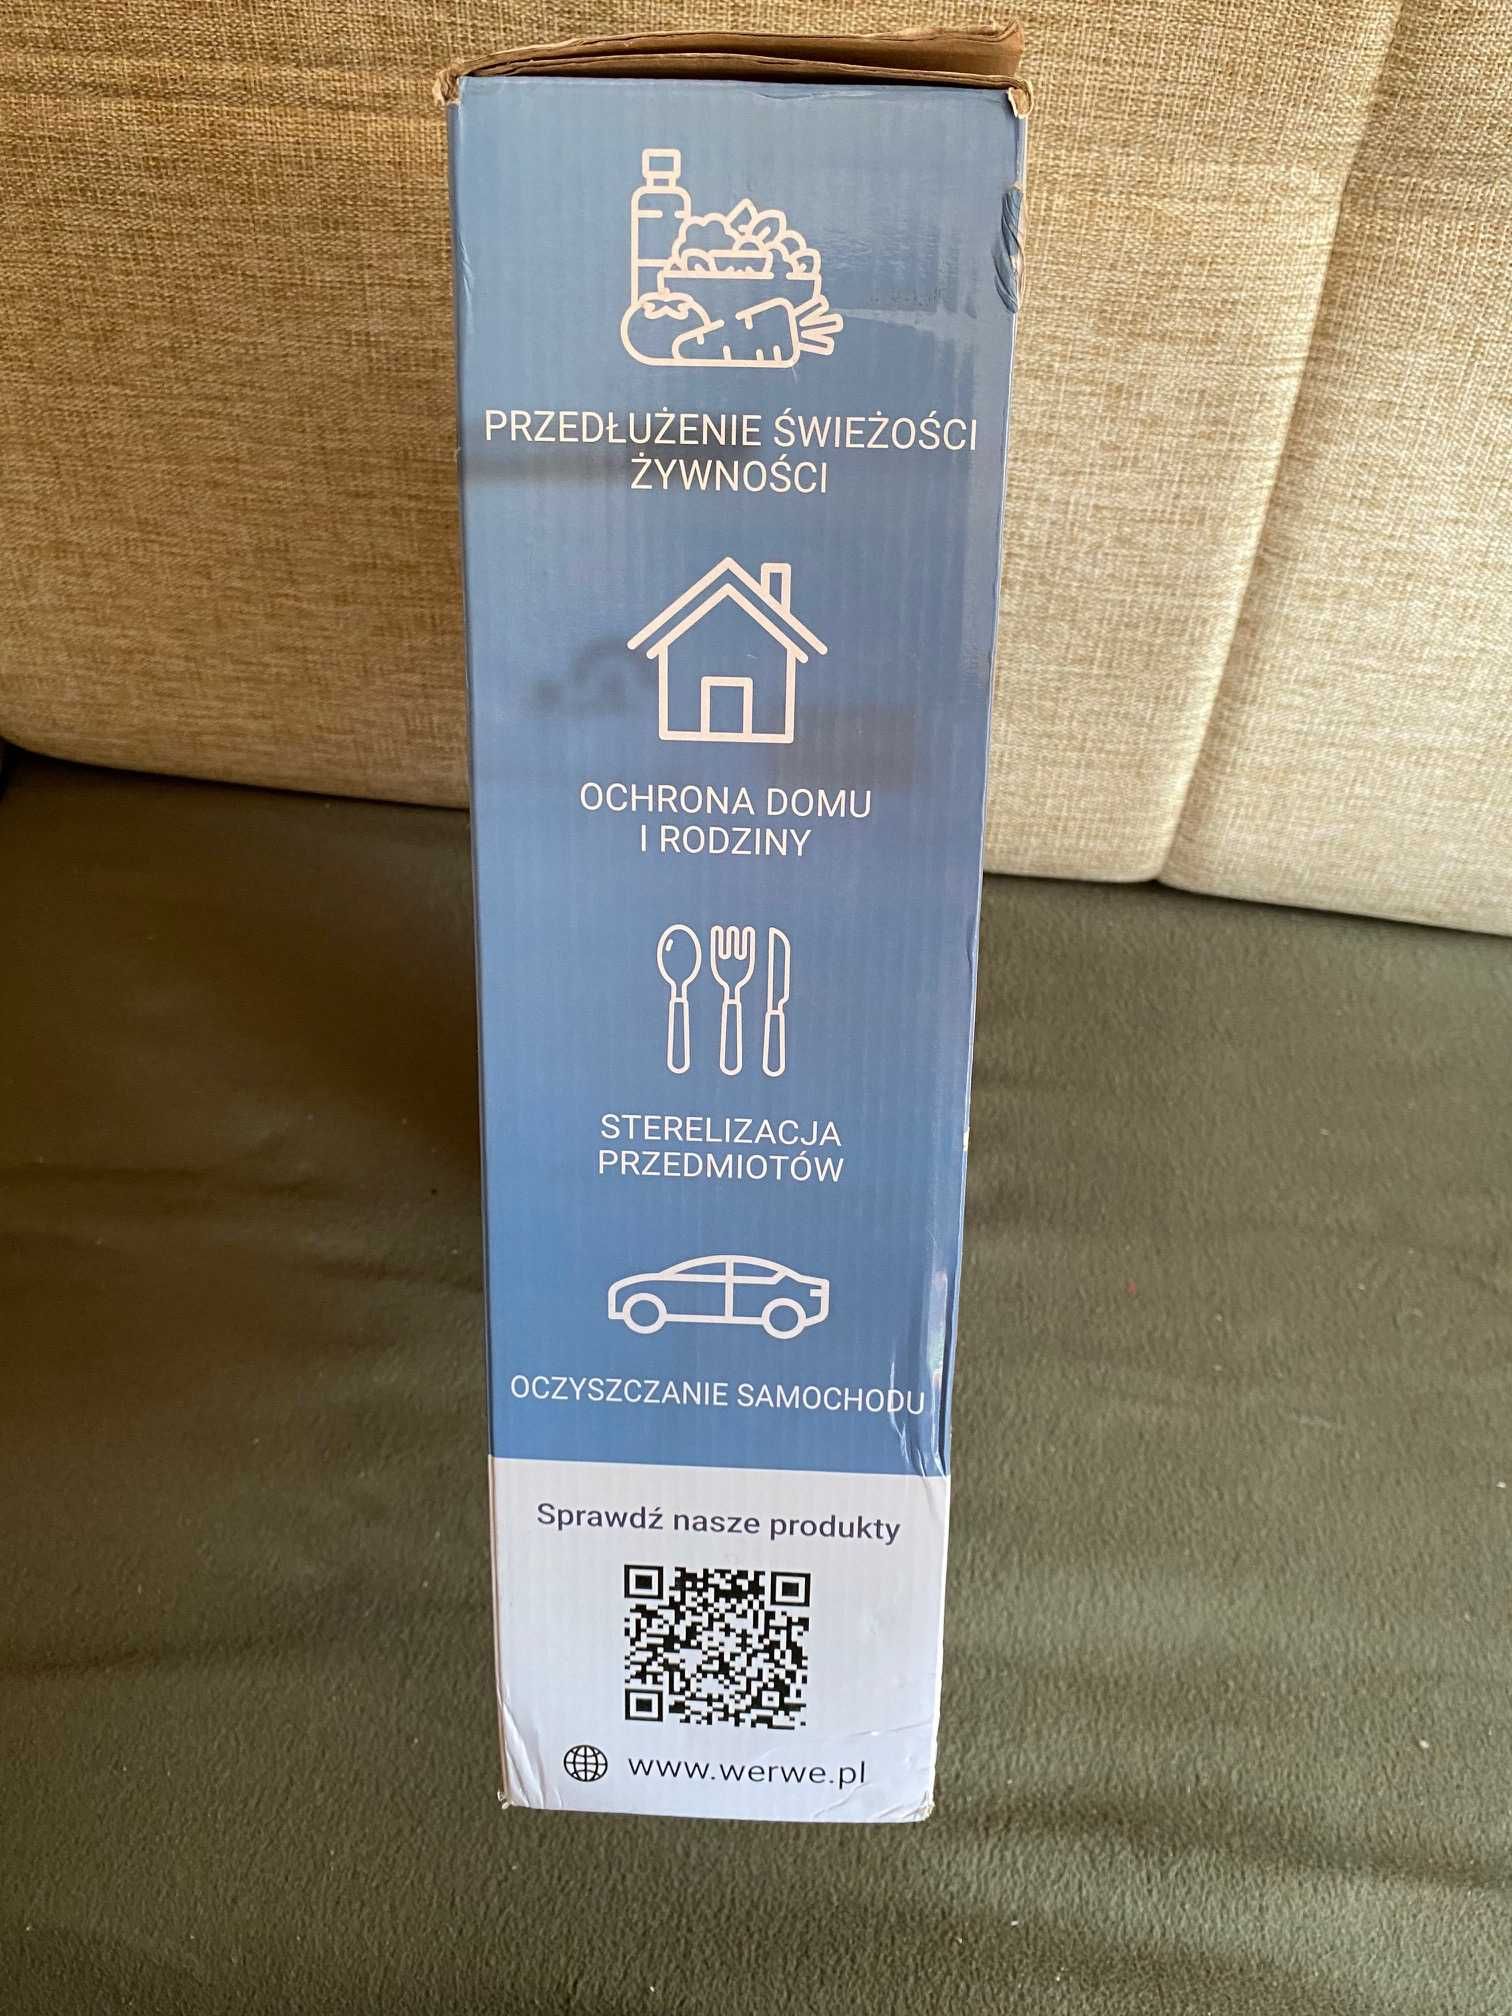 PRZEDŁUŻENIE ŚWIEŻOŚCI
ŻYWNOŚCI
OCHRONA DOMU
I RODZINY
STERELIZACJA
PRZEDMIOTÓW
OCZYSZCZANIE SAMOCHODU
Sprawdź nasze produkty
www.werwe.pl